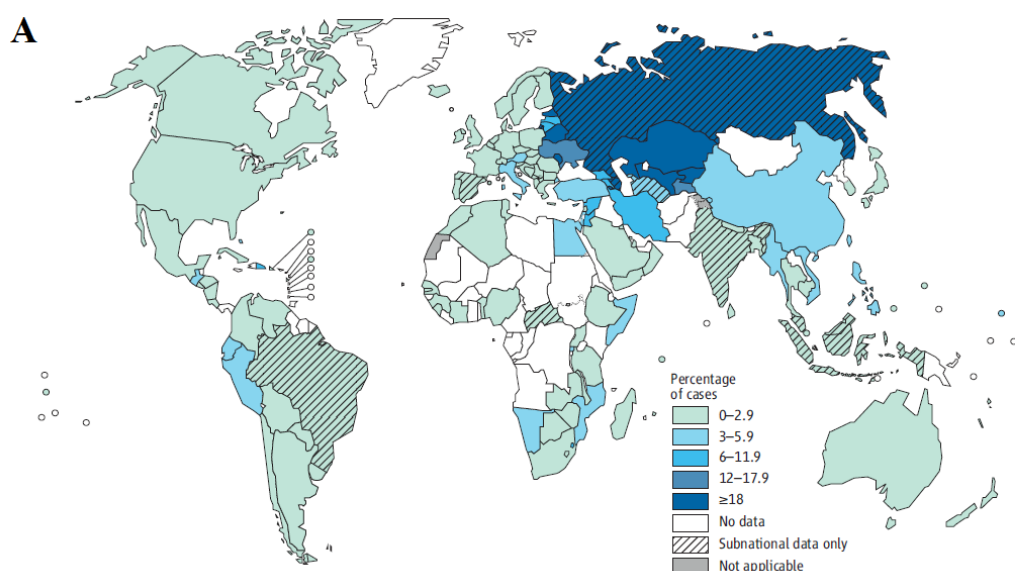 A
Percentage
of cases
0–2.9
3–5.9
6–11.9
12–17.9
≥18
No data
Subnational data only
Not applicable